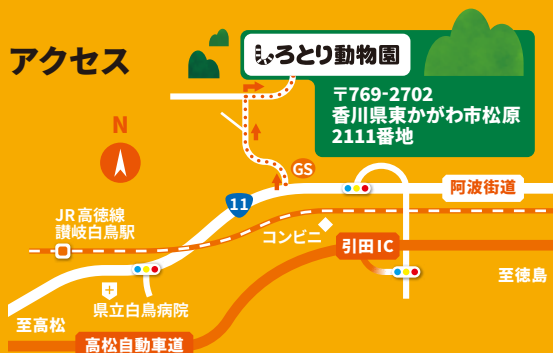 アクセス
しろとり動物園
〒769-2702
香川県東かがわ市松原
2111番地
N
GS
11
阿波街道
JR高徳線
讃岐白鳥駅
コンビニ
引田IC
至徳島
県立白鳥病院
至高松
高松自動車道